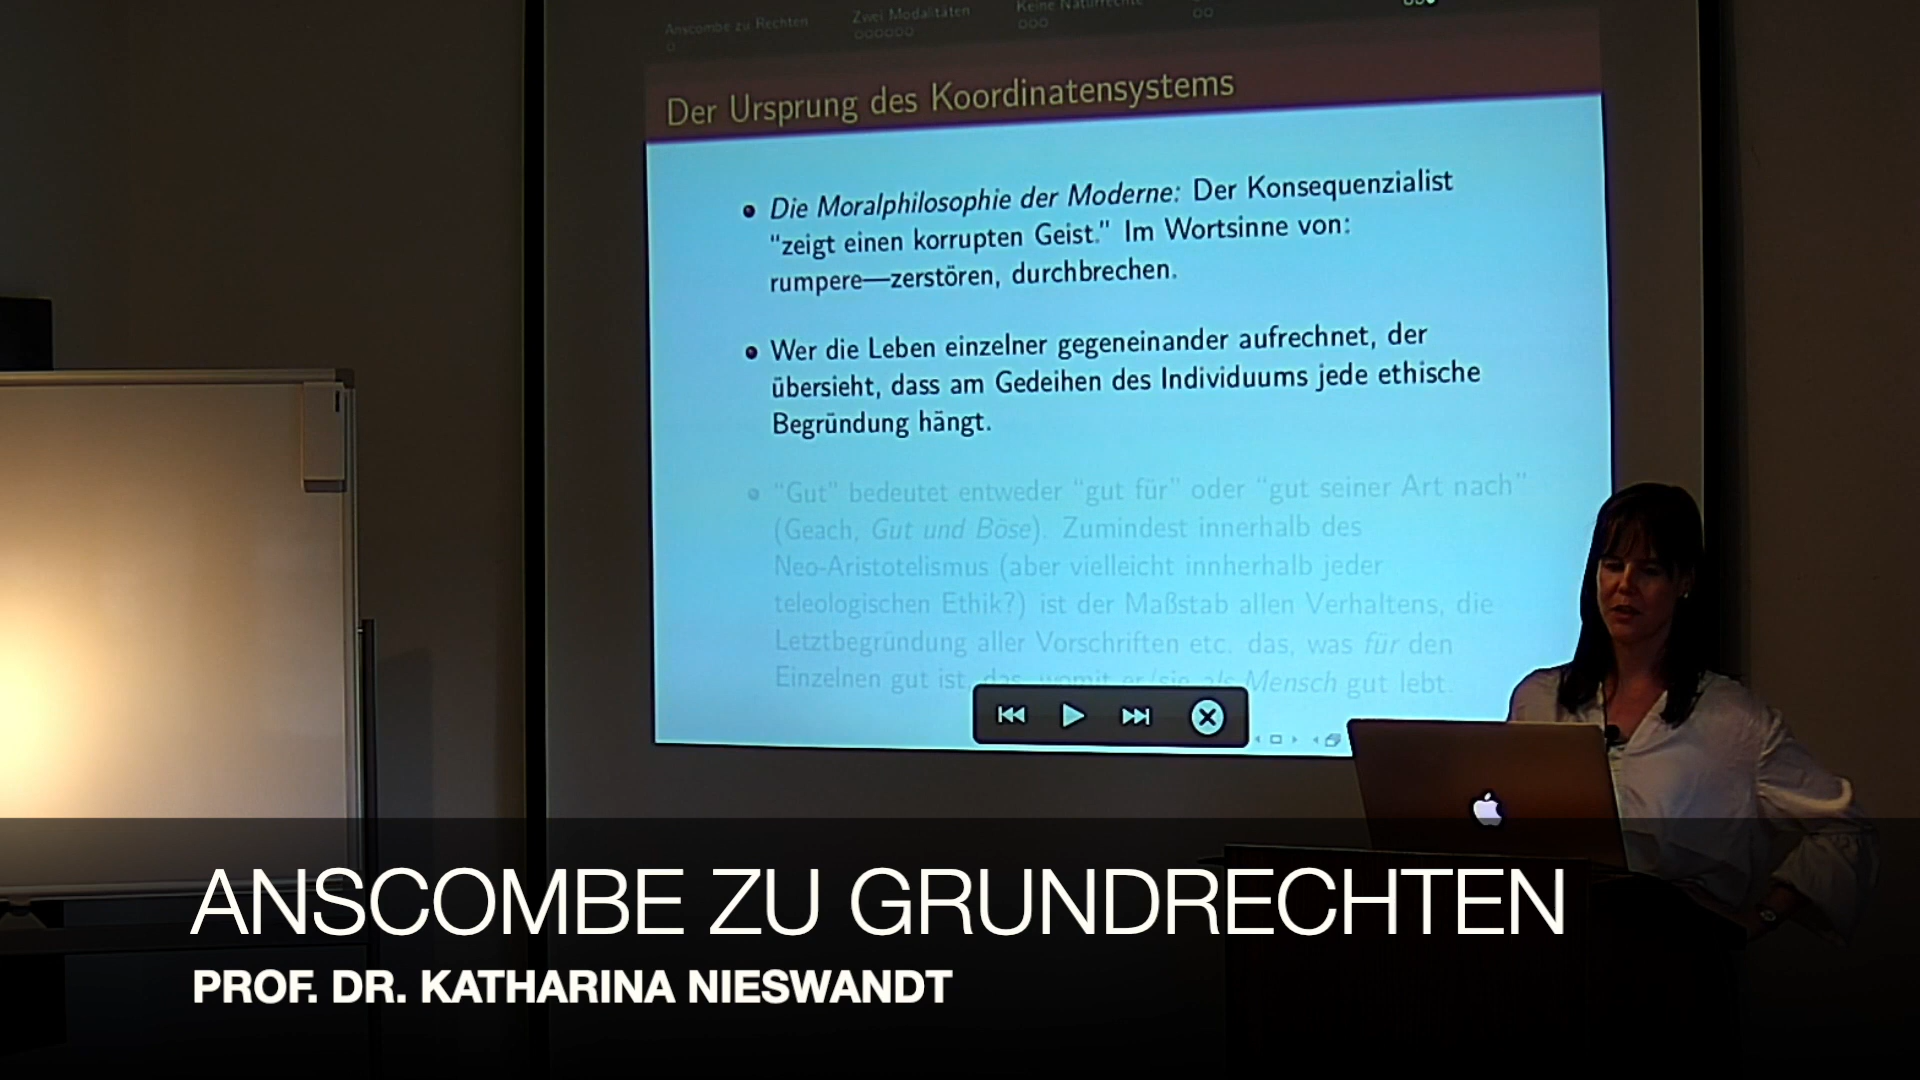 Anscombe zu Rechten
Zwei Modalitäten
Keine Naturrechte
Der Ursprung des Koordinatensystems
Die Moralphilosophie der Moderne: Der Konsequenzialist
“zeigt einen korrupten Geist.” Im Wortsinne von:
rumpere—zerstören, durchbrechen.
Wer die Leben einzelner gegeneinander aufrechnet, der
übersieht, dass am Gedeihen des Individuums jede ethische
Begründung hängt.
“Gut” bedeutet entweder “gut für” oder “gut seiner Art nach”
(Geach, Gut und Böse). Zumindest innerhalb des
Neo-Aristotelismus (aber vielleicht innherhalb jeder
teleologischen Ethik?) ist der Maßstab allen Verhaltens, die
Letztbegründung aller Vorschriften etc. das, was für den
Einzelnen gut ist, das, womit er/sie als Mensch gut lebt.
ANSCOMBE ZU GRUNDRECHTEN
PROF. DR. KATHARINA NIESWANDT